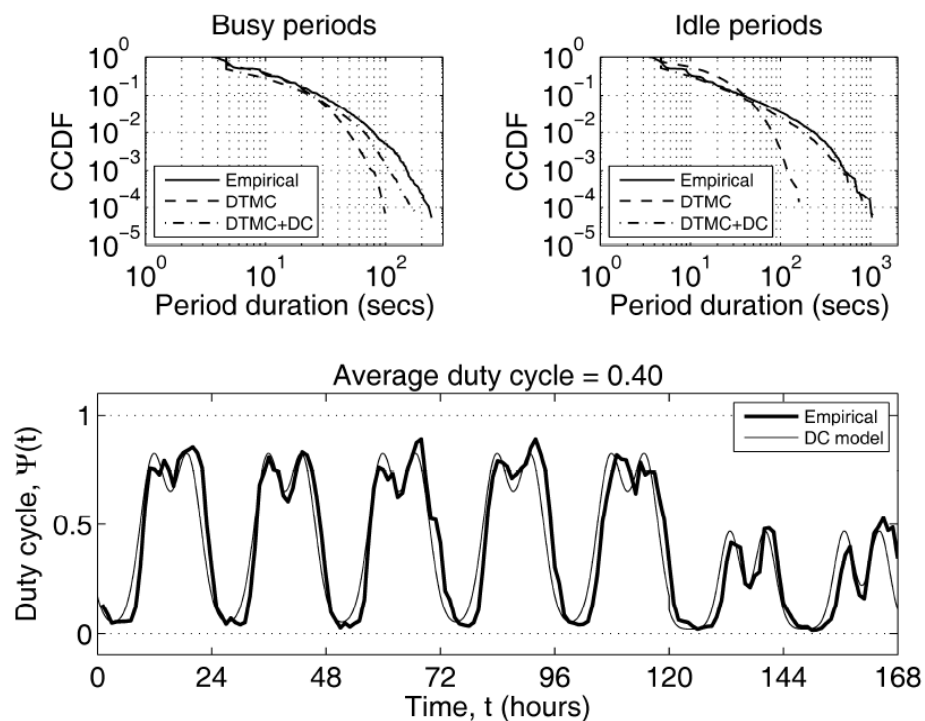 Busy periods
CCDF
10^0
10^-1
10^-2
10^-3
10^-4
10^-5
Empirical
DTMC
DTMC+DC
10^0 10^1 10^2
Period duration (secs)
Idle periods
CCDF
10^0
10^-1
10^-2
10^-3
10^-4
10^-5
Empirical
DTMC
DTMC+DC
10^0 10^1 10^2 10^3
Period duration (secs)
Average duty cycle = 0.40
Duty cycle, Ψ(t)
1
0.5
0
Empirical
DC model
0 24 48 72 96 120 144 168
Time, t (hours)